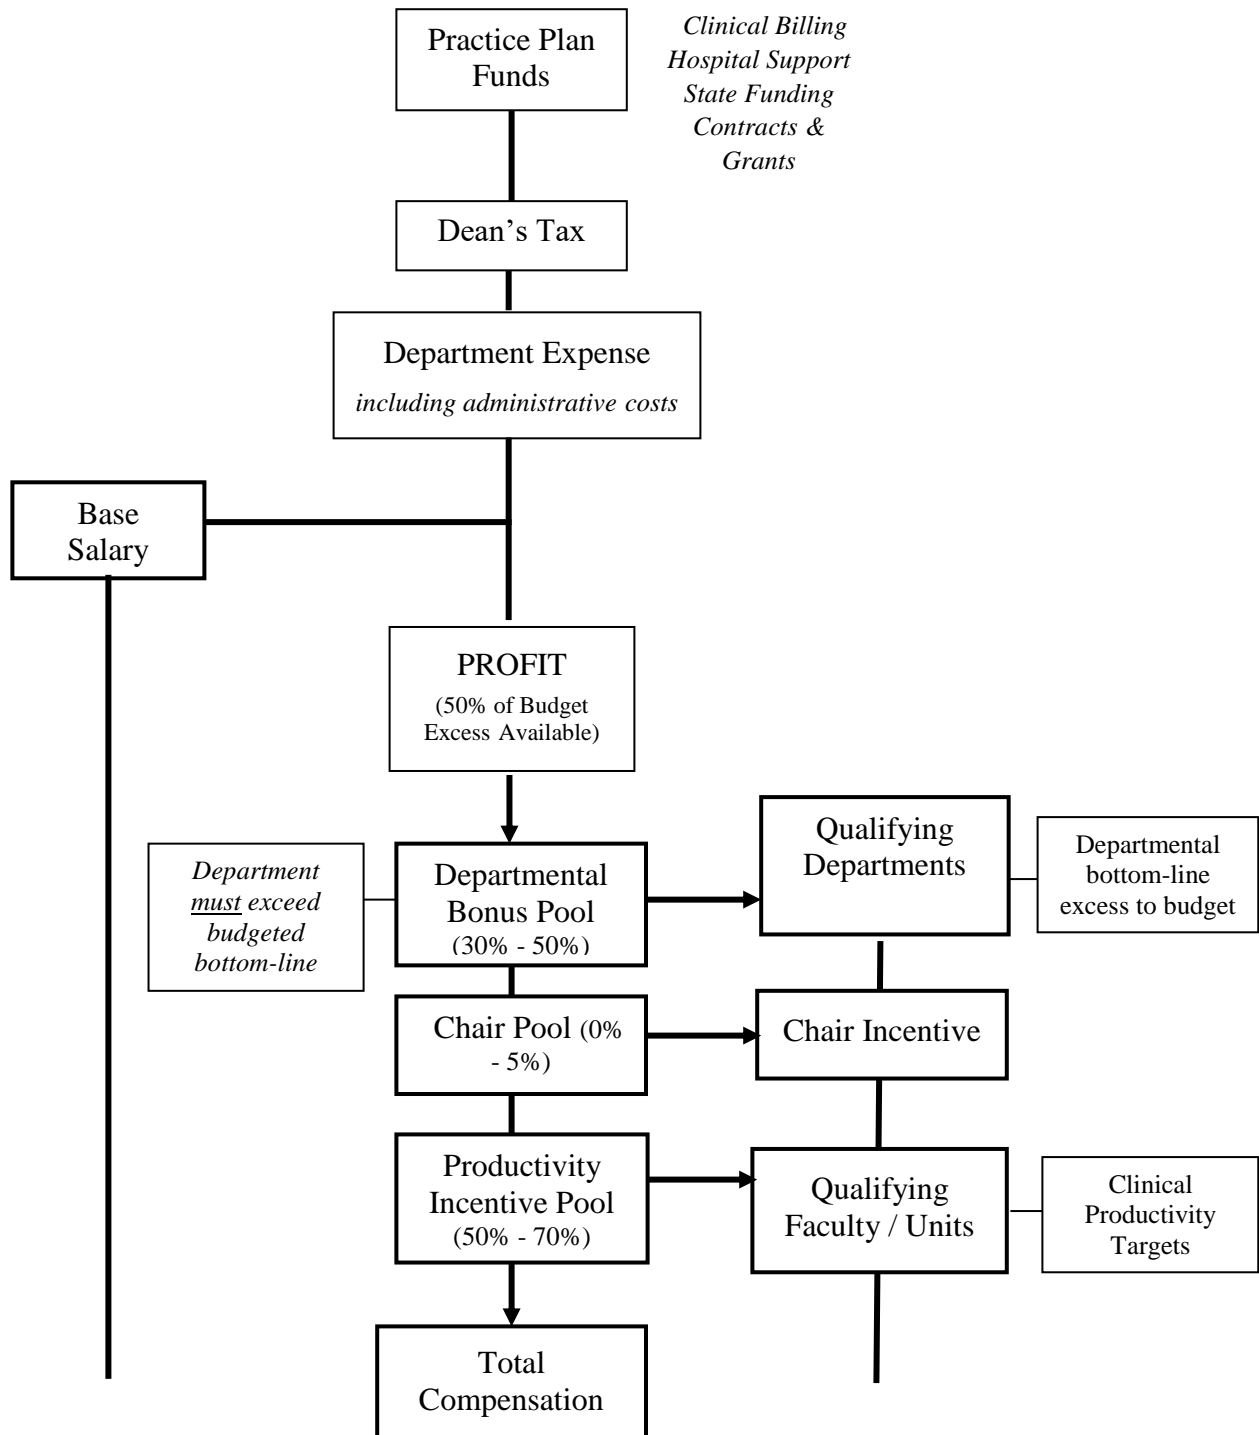 Practice Plan
Funds
Clinical Billing
Hospital Support
State Funding
Contracts &
Grants
Dean’s Tax
Department Expense
including administrative costs
Base
Salary
PROFIT
(50% of Budget
Excess Available)
Department
must exceed
budgeted
bottom-line
Departmental
Bonus Pool
(30% - 50%)
Qualifying
Departments
Departmental
bottom-line
excess to budget
Chair Pool (0%
- 5%)
Chair Incentive
Productivity
Incentive Pool
(50% - 70%)
Qualifying
Faculty / Units
Clinical
Productivity
Targets
Total
Compensation